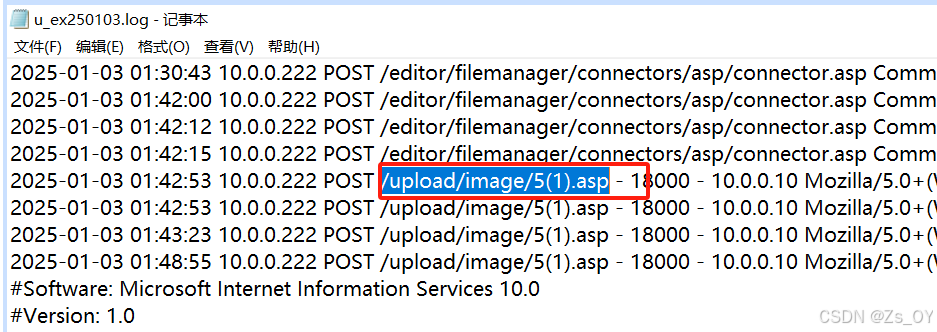 u_ex250103.log - 记事本
文件(F) 编辑(E) 格式(O) 查看(V) 帮助(H)
2025-01-03 01:30:43 10.0.0.222 POST /editor/filemanager/connectors/asp/connector.asp Comm
2025-01-03 01:42:00 10.0.0.222 POST /editor/filemanager/connectors/asp/connector.asp Comm
2025-01-03 01:42:12 10.0.0.222 POST /editor/filemanager/connectors/asp/connector.asp Comm
2025-01-03 01:42:15 10.0.0.222 POST /editor/filemanager/connectors/asp/connector.asp Comm
2025-01-03 01:42:53 10.0.0.222 POST /upload/image/5(1).asp - 18000 - 10.0.0.10 Mozilla/5.0+(W
2025-01-03 01:42:53 10.0.0.222 POST /upload/image/5(1).asp - 18000 - 10.0.0.10 Mozilla/5.0+(W
2025-01-03 01:43:23 10.0.0.222 POST /upload/image/5(1).asp - 18000 - 10.0.0.10 Mozilla/5.0+(W
2025-01-03 01:48:55 10.0.0.222 POST /upload/image/5(1).asp - 18000 - 10.0.0.10 Mozilla/5.0+(W
#Software: Microsoft Internet Information Services 10.0
#Version: 1.0
CSDN @Zs_OY